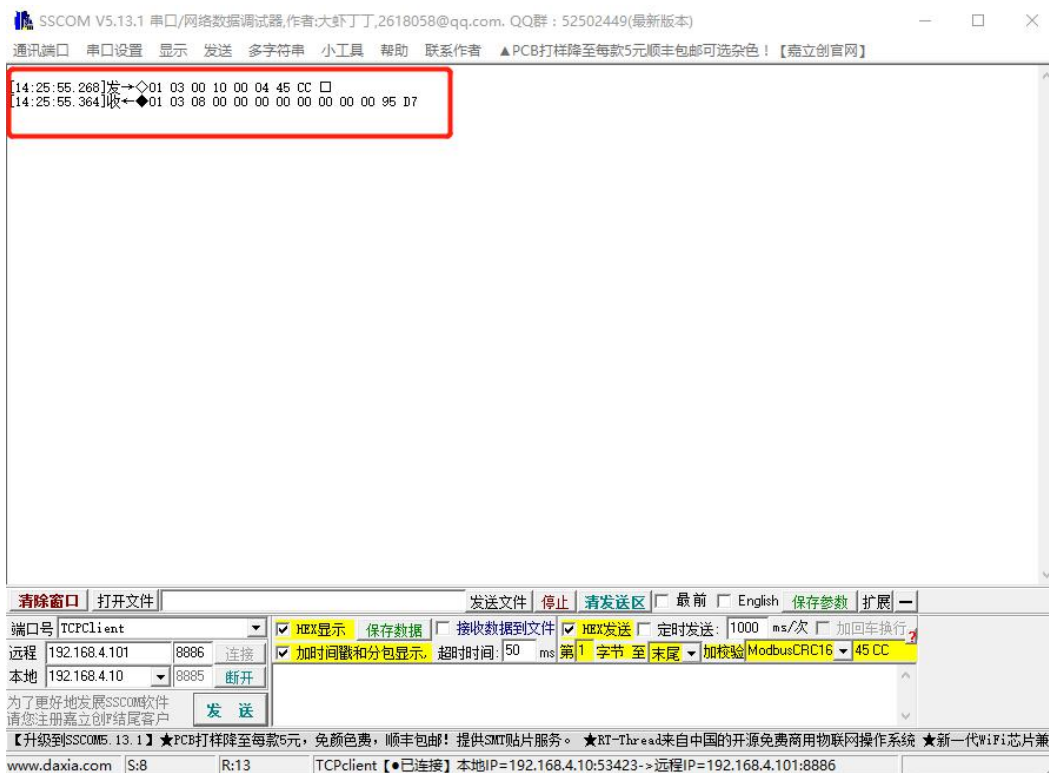 SSCOM V5.13.1 串口/网络数据调试器,作者:大虾丁丁,2618058@qq.com. QQ群：52502449(最新版本)
通讯端口 串口设置 显示 发送 多字符串 小工具 帮助 联系作者 ▲PCB打样降至每款5元顺丰包邮可选杂色！【嘉立创官网】
[14:25:55.268]发→◇01 03 00 10 00 04 45 CC □
[14:25:55.364]收←◆01 03 08 00 00 00 00 00 00 00 00 95 D7
清除窗口 打开文件 发送文件 停止 清发送区 最前 English 保存参数 扩展 —
端口号 TCPClient HEX显示 保存数据 接收数据到文件 HEX发送 定时发送: 1000 ms/次 加回车换行
远程 192.168.4.101 8886 连接 加时间戳和分包显示, 超时时间: 50 ms 第 1 字节 至 末尾 加校验 ModbusCRC16 45 CC
本地 192.168.4.10 8885 断开
为了更好地发展SSCOM软件
请您注册嘉立创F结尾客户
发 送
【升级到SSCOM5.13.1】★PCB打样降至每款5元，免颜色费，顺丰包邮！提供SMT贴片服务。 ★RT-Thread来自中国的开源免费商用物联网操作系统 ★新一代WiFi芯片兼
www.daxia.com S:8 R:13 TCPclient【●已连接】本地IP=192.168.4.10:53423->远程IP=192.168.4.101:8886